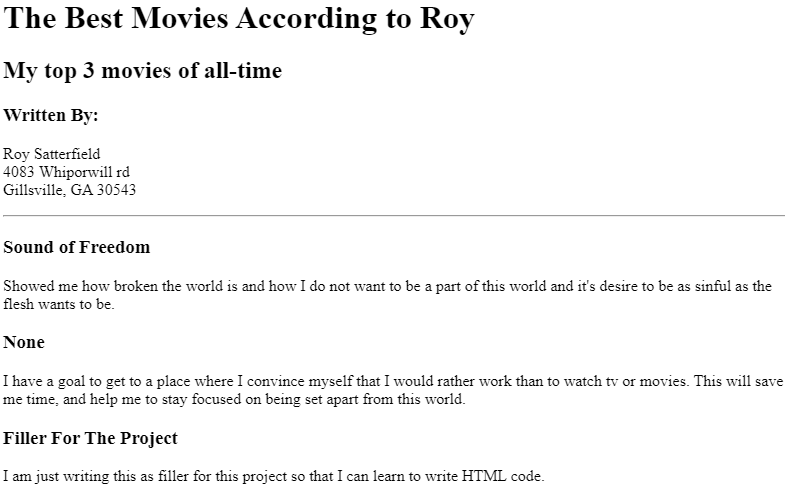 The Best Movies According to Roy
My top 3 movies of all-time
Written By:
Roy Satterfield
4083 Whiporwill rd
Gillsville, GA 30543
Sound of Freedom
Showed me how broken the world is and how I do not want to be a part of this world and it's desire to be as sinful as the
flesh wants to be.
None
I have a goal to get to a place where I convince myself that I would rather work than to watch tv or movies. This will save
me time, and help me to stay focused on being set apart from this world.
Filler For The Project
I am just writing this as filler for this project so that I can learn to write HTML code.